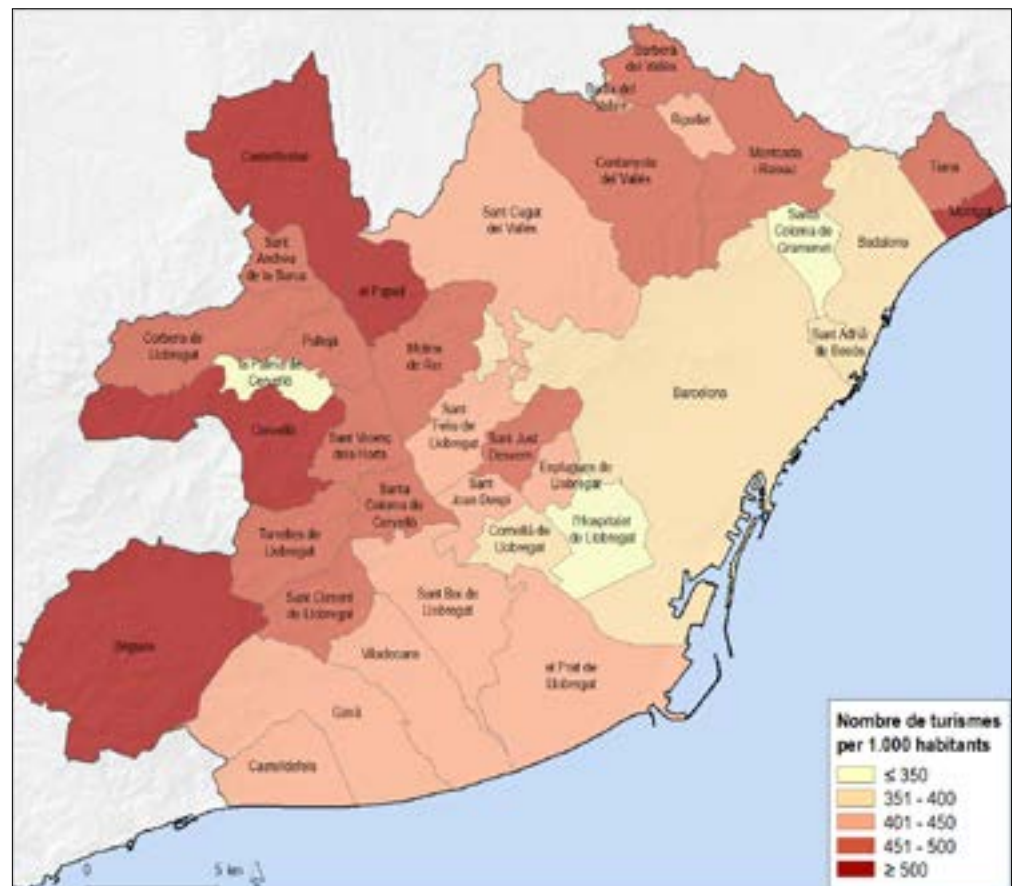 Barberà
del Vallès
Badia del
Vallès
Ripollet
Castellbisbal
Cerdanyola
del Vallès
Montcada
i Reixac
Tiana
Montgat
Sant Cugat
del Vallès
Santa
Coloma de
Gramenet
Badalona
Sant
Andreu
de la Barca
el Papiol
Sant Adrià
de Besòs
Corbera de
Llobregat
Pallejà
Molins
de Rei
la Palma de
Cervelló
Barcelona
Cervelló
Sant Vicenç
dels Horts
Sant
Feliu de
Llobregat
Sant Just
Desvern
Esplugues de
Llobregat
Santa
Coloma de
Cervelló
Sant
Joan Despí
Cornellà de
Llobregat
l'Hospitalet
de Llobregat
Torrelles de
Llobregat
Sant Climent
de Llobregat
Sant Boi de
Llobregat
Begues
Viladecans
el Prat de
Llobregat
Gavà
Castelldefels
Nombre de turismes
per 1.000 habitants
≤ 350
351 - 400
401 - 450
451 - 500
≥ 500
0 5 km